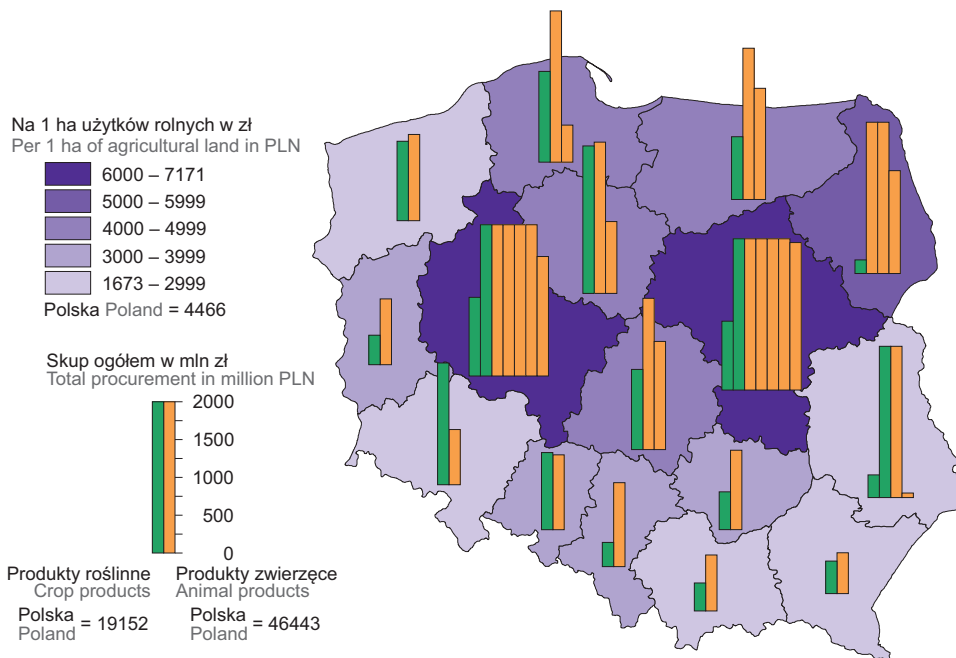 Na 1 ha użytków rolnych w zł
Per 1 ha of agricultural land in PLN
6000 – 7171
5000 – 5999
4000 – 4999
3000 – 3999
1673 – 2999
Polska Poland = 4466
Skup ogółem w mln zł
Total procurement in million PLN
2000
1500
1000
500
0
Produkty roślinne
Crop products
Polska
Poland = 19152
Produkty zwierzęce
Animal products
Polska
Poland = 46443